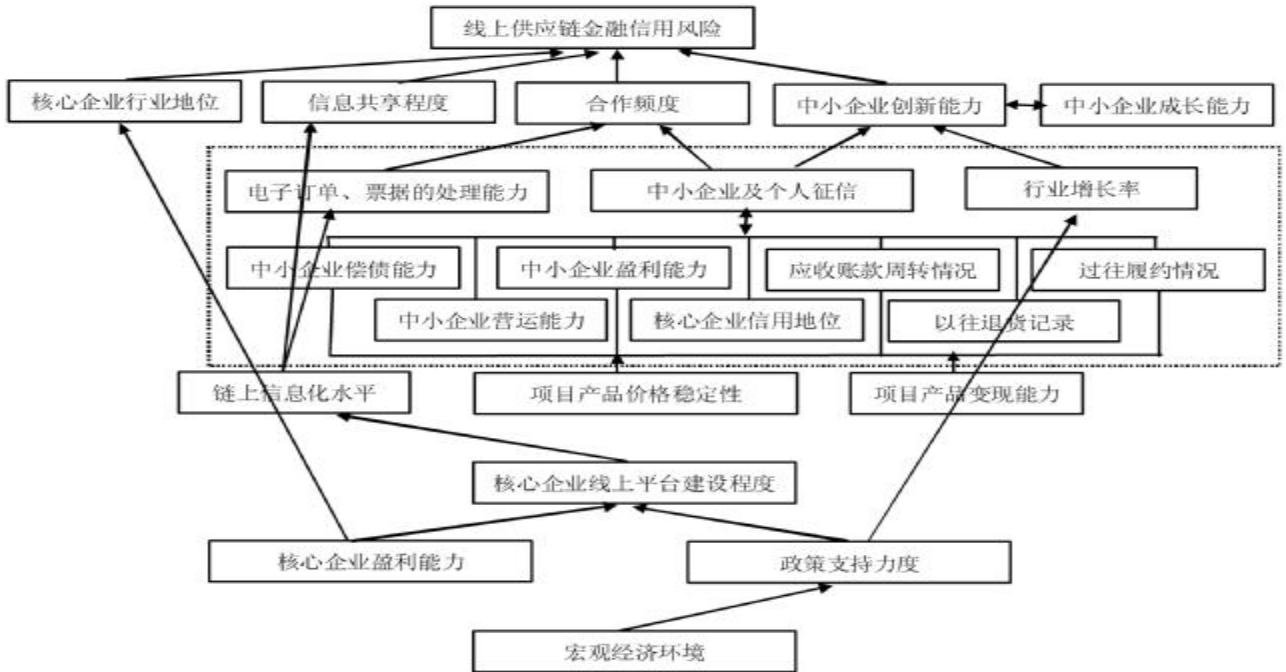 线上供应链金融信用风险
核心企业行业地位
信息共享程度
合作频度
中小企业创新能力
中小企业成长能力
电子订单、票据的处理能力
中小企业及个人征信
行业增长率
中小企业偿债能力
中小企业盈利能力
应收账款周转情况
过往履约情况
中小企业营运能力
核心企业信用地位
以往退货记录
链上信息化水平
项目产品价格稳定性
项目产品变现能力
核心企业线上平台建设程度
核心企业盈利能力
政策支持力度
宏观经济环境